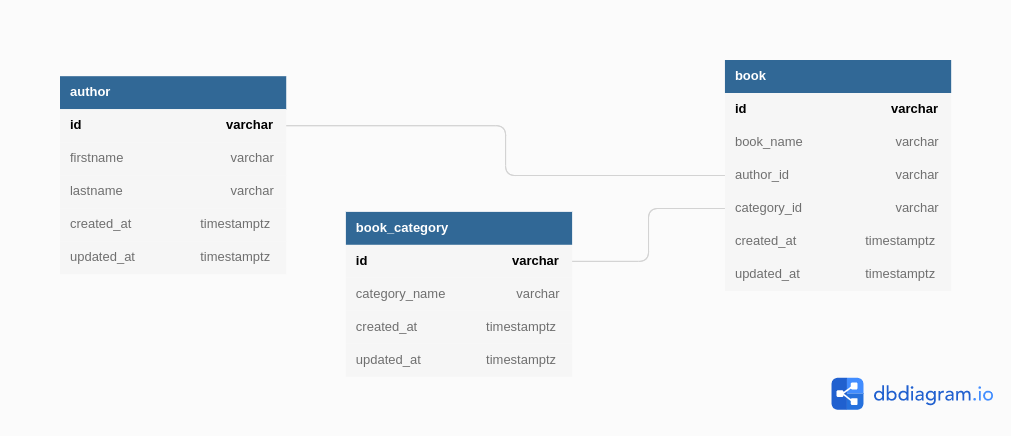 author
id varchar
firstname varchar
lastname varchar
created_at timestamptz
updated_at timestamptz
book_category
id varchar
category_name varchar
created_at timestamptz
updated_at timestamptz
book
id varchar
book_name varchar
author_id varchar
category_id varchar
created_at timestamptz
updated_at timestamptz
dbdiagram.io